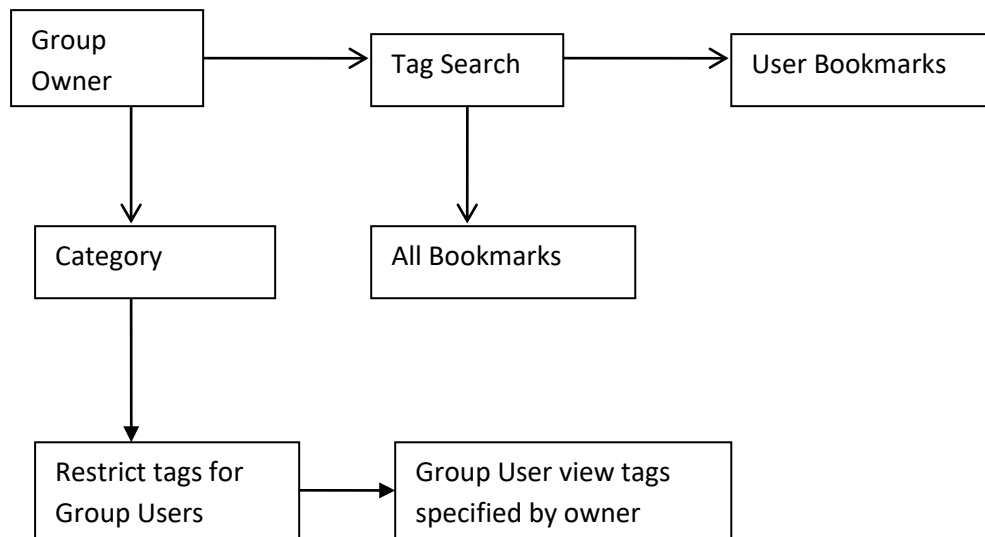 Group
Owner
Tag Search
User Bookmarks
Category
All Bookmarks
Restrict tags for
Group Users
Group User view tags
specified by owner